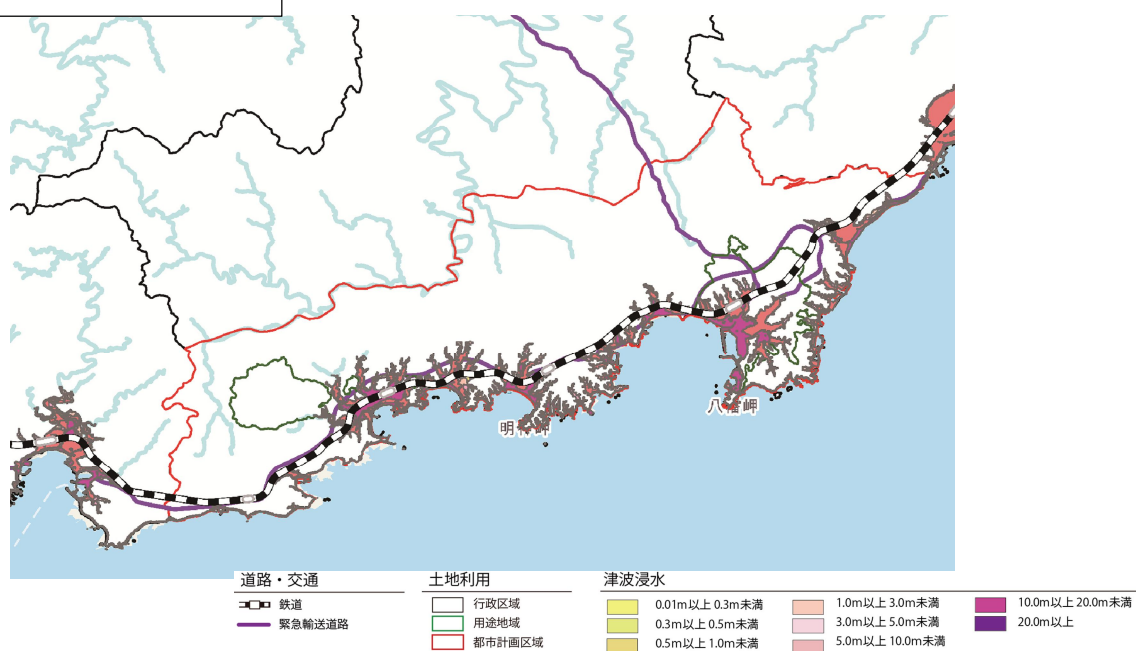 八幡岬
明神岬
道路・交通
鉄道
緊急輸送道路
土地利用
行政区域
用途地域
都市計画区域
津波浸水
0.01m以上 0.3m未満
0.3m以上 0.5m未満
0.5m以上 1.0m未満
1.0m以上 3.0m未満
3.0m以上 5.0m未満
5.0m以上 10.0m未満
10.0m以上 20.0m未満
20.0m以上